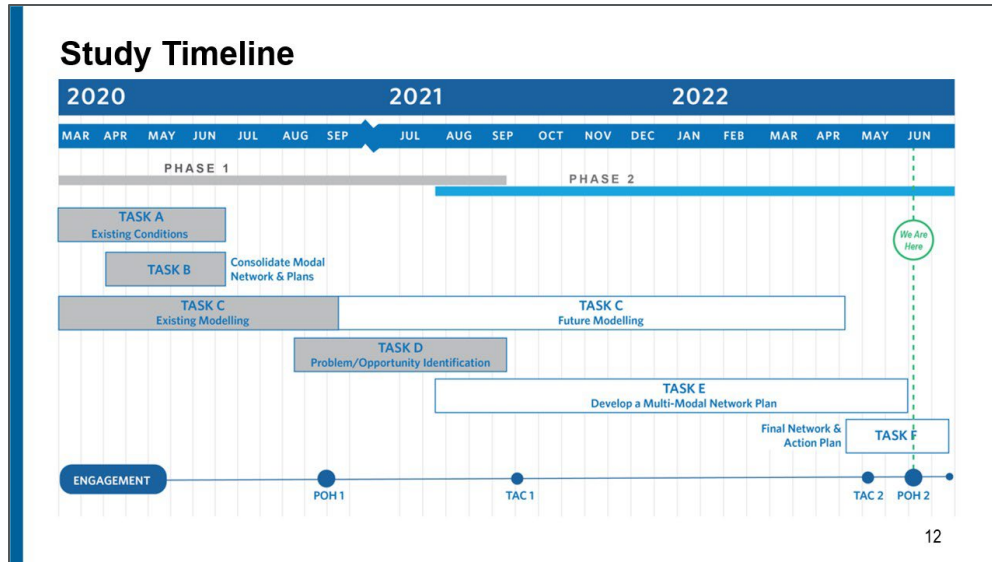 Study Timeline
2020 2021 2022
MAR APR MAY JUN JUL AUG SEP JUL AUG SEP OCT NOV DEC JAN FEB MAR APR MAY JUN
PHASE 1
PHASE 2
TASK A
Existing Conditions
We Are
Here
TASK B
Consolidate Modal
Network & Plans
TASK C
Existing Modelling
TASK C
Future Modelling
TASK D
Problem/Opportunity Identification
TASK E
Develop a Multi-Modal Network Plan
Final Network &
Action Plan
TASK F
ENGAGEMENT
POH 1
TAC 1
TAC 2
POH 2
12